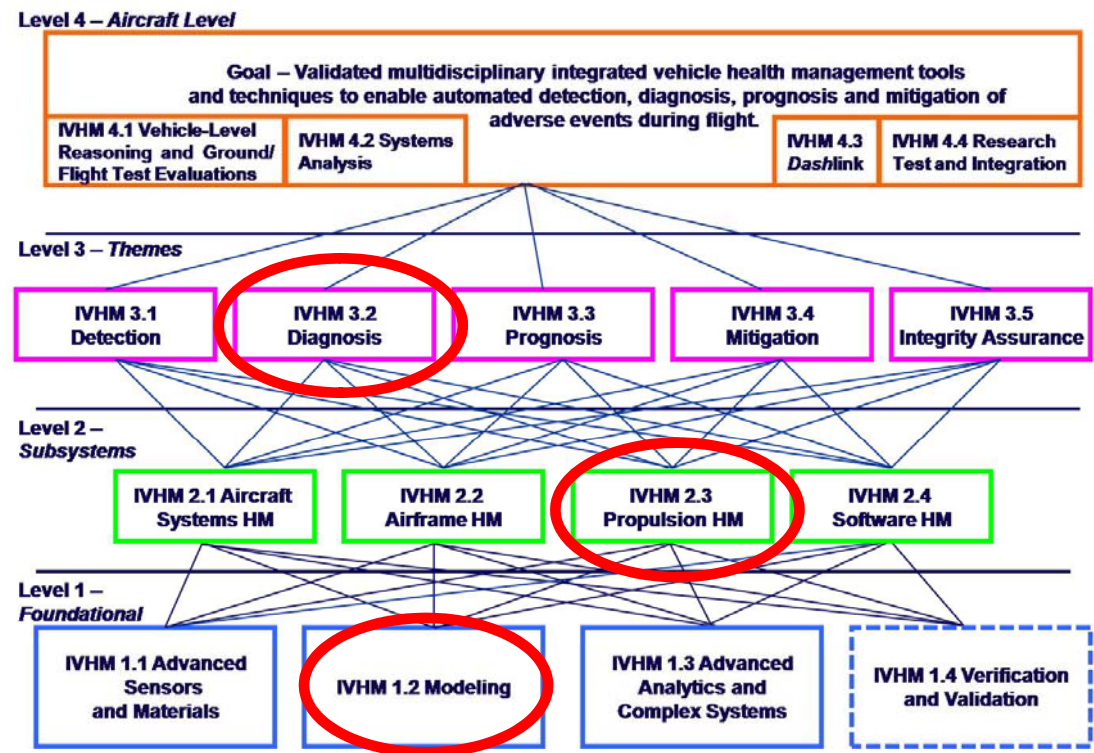 Level 4 – Aircraft Level
Goal – Validated multidisciplinary integrated vehicle health management tools
and techniques to enable automated detection, diagnosis, prognosis and mitigation of
adverse events during flight.
IVHM 4.1 Vehicle-Level
Reasoning and Ground/
Flight Test Evaluations
IVHM 4.2 Systems
Analysis
IVHM 4.3
Dashlink
IVHM 4.4 Research
Test and Integration
Level 3 – Themes
IVHM 3.1
Detection
IVHM 3.2
Diagnosis
IVHM 3.3
Prognosis
IVHM 3.4
Mitigation
IVHM 3.5
Integrity Assurance
Level 2 –
Subsystems
IVHM 2.1 Aircraft
Systems HM
IVHM 2.2
Airframe HM
IVHM 2.3
Propulsion HM
IVHM 2.4
Software HM
Level 1 –
Foundational
IVHM 1.1 Advanced
Sensors
and Materials
IVHM 1.2 Modeling
IVHM 1.3 Advanced
Analytics and
Complex Systems
IVHM 1.4 Verification
and Validation